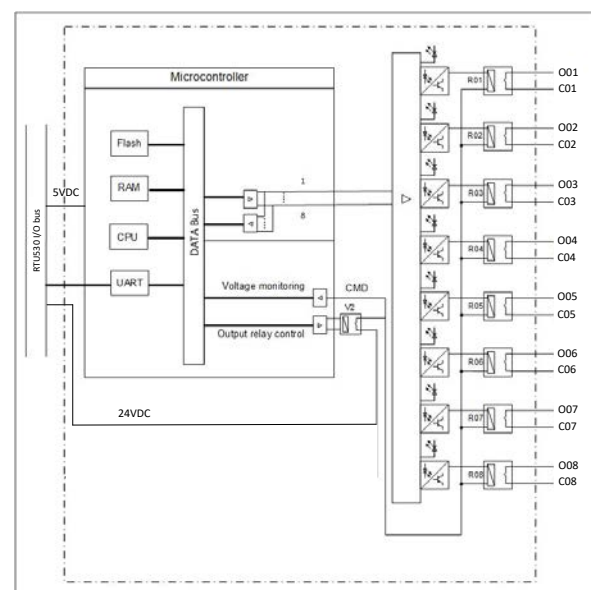 Microcontroller
Flash
RAM
CPU
UART
DATA Bus
RTU530 I/O bus
5VDC
24VDC
1
8
Voltage monitoring
CMD
V2
Output relay control
R01
O01
C01
R02
O02
C02
R03
O03
C03
R04
O04
C04
R05
O05
C05
R06
O06
C06
R07
O07
C07
R08
O08
C08